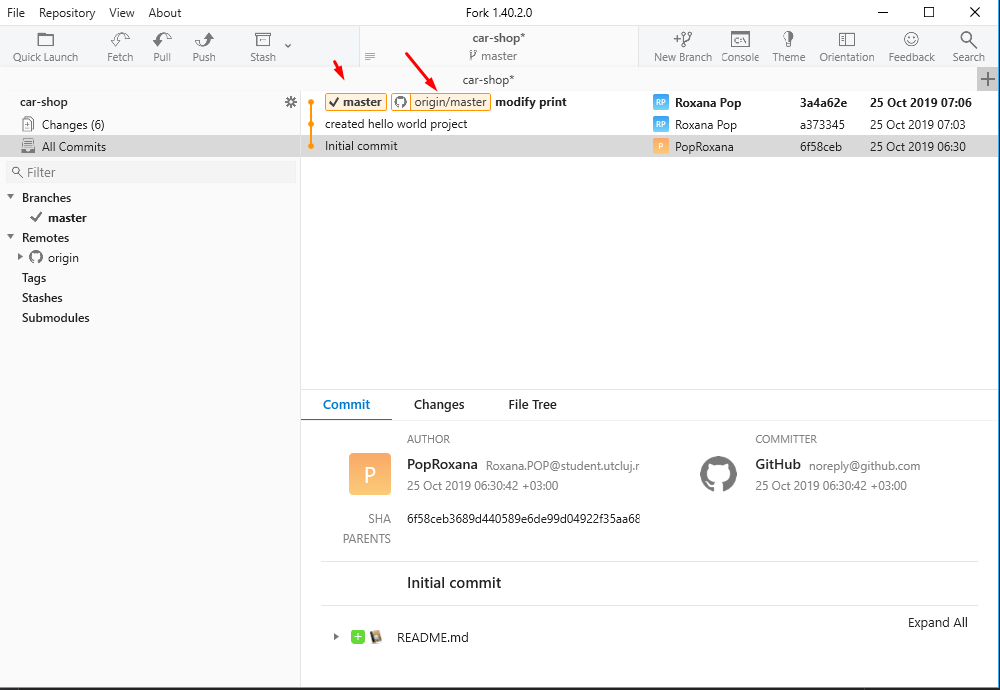 File Repository View About Fork 1.40.2.0
Quick Launch Fetch Pull Push Stash car-shop* master New Branch Console Theme Orientation Feedback Search
car-shop*
car-shop
Changes (6)
All Commits
Filter
Branches
master
Remotes
origin
Tags
Stashes
Submodules
master origin/master modify print RP Roxana Pop 3a4a62e 25 Oct 2019 07:06
created hello world project RP Roxana Pop a373345 25 Oct 2019 07:03
Initial commit P PopRoxana 6f58ceb 25 Oct 2019 06:30
Commit Changes File Tree
AUTHOR COMMITTER
P PopRoxana Roxana.POP@student.utcluj.r GitHub noreply@github.com
25 Oct 2019 06:30:42 +03:00 25 Oct 2019 06:30:42 +03:00
SHA 6f58ceb3689d440589e6de99d04922f35aa68
PARENTS
Initial commit
Expand All
README.md